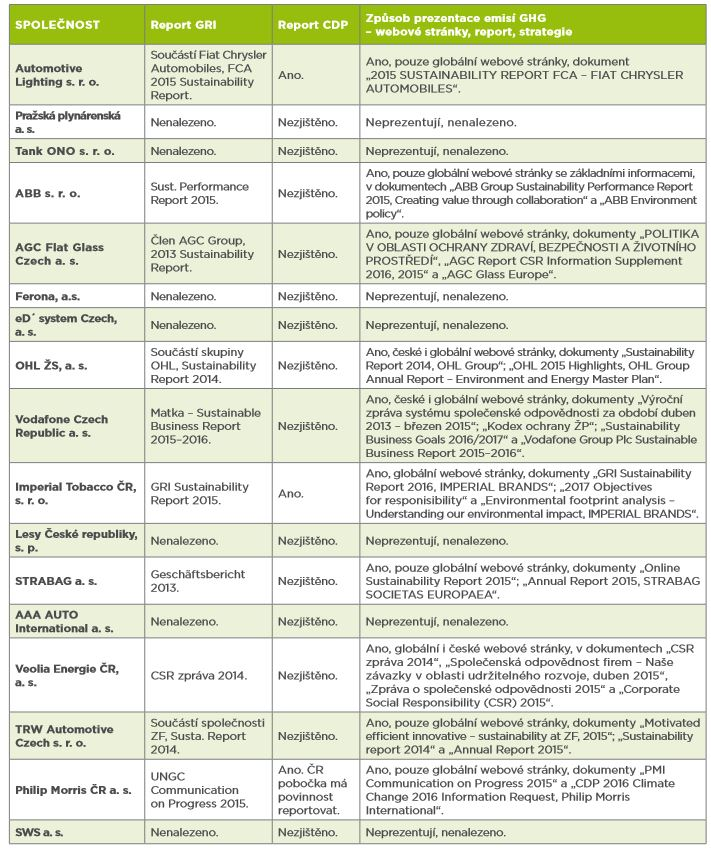 SPOLEČNOST
Report GRI
Report CDP
Způsob prezentace emisí GHG
– webové stránky, report, strategie
Automotive
Lighting s. r. o.
Součástí Fiat Chrysler
Automobiles, FCA
2015 Sustainability
Report.
Ano.
Ano, pouze globální webové stránky, dokument
„2015 SUSTAINABILITY REPORT FCA – FIAT CHRYSLER
AUTOMOBILES“.
Pražská plynárenská
a. s.
Nenalezeno.
Nezjištěno.
Neprezentují, nenalezeno.
Tank ONO s. r. o.
Nenalezeno.
Nezjištěno.
Neprezentují, nenalezeno.
ABB s. r. o.
Sust. Performance
Report 2015.
Nezjištěno.
Ano, pouze globální webové stránky se základními informacemi,
v dokumentech „ABB Group Sustainability Performance Report
2015, Creating value through collaboration“ a „ABB Environment
policy“.
AGC Flat Glass
Czech a. s.
Člen AGC Group,
2013 Sustainability
Report.
Nezjištěno.
Ano, pouze globální webové stránky, dokumenty „POLITIKA
V OBLASTI OCHRANY ZDRAVÍ, BEZPEČNOSTI A ŽIVOTNÍHO
PROSTŘEDÍ“, „AGC Report CSR Information Supplement
2016, 2015“ a „AGC Glass Europe“.
Ferona, a.s.
Nenalezeno.
Nezjištěno.
Neprezentují, nenalezeno.
eD´ system Czech,
a. s.
Nenalezeno.
Nezjištěno.
Neprezentují, nenalezeno.
OHL ŽS, a. s.
Součástí skupiny
OHL, Sustainability
Report 2014.
Nezjištěno.
Ano, české i globální webové stránky, dokumenty „Sustainability
Report 2014, OHL Group“; „OHL 2015 Highlights, OHL Group
Annual Report – Environment and Energy Master Plan“.
Vodafone Czech
Republic a. s.
Matka – Sustainable
Business Report
2015–2016.
Nezjištěno.
Ano, české i globální webové stránky, dokumenty „Výroční
zpráva systému společenské odpovědnosti za období duben
2013 – březen 2015“; „Kodex ochrany ŽP“; „Sustainability
Business Goals 2016/2017“ a „Vodafone Group Plc Sustainable
Business Report 2015–2016“.
Imperial Tobacco ČR,
s. r. o.
GRI Sustainability
Report 2015.
Ano.
Ano, globální webové stránky, dokumenty „GRI Sustainability
Report 2016, IMPERIAL BRANDS“; „2017 Objectives
for responisibility“ a „Environmental footprint analysis –
Understanding our environmental impact, IMPERIAL BRANDS“.
Lesy České republiky,
s. p.
Nenalezeno.
Nezjištěno.
Neprezentují, nenalezeno.
STRABAG a. s.
Geschäftsbericht
2013.
Nezjištěno.
Ano, pouze globální webové stránky, dokumenty „Online
Sustainability Report 2015“; „Annual Report 2015, STRABAG
SOCIETAS EUROPAEA“.
AAA AUTO
International a. s.
Nenalezeno.
Nezjištěno.
Neprezentují, nenalezeno.
Veolia Energie ČR,
a. s.
CSR zpráva 2014.
Nezjištěno.
Ano, globální i české webové stránky, v dokumentech „CSR
zpráva 2014“, „Společenská odpovědnost firem – Naše
závazky v oblasti udržitelného rozvoje, duben 2015“,
„Zpráva o společenské odpovědnosti 2015“ a „Corporate
Social Responsibility (CSR) 2015“.
TRW Automotive
Czech s. r. o.
Součástí společnosti
ZF, Susta. Report
2014.
Nezjištěno.
Ano, pouze globální webové stránky, dokumenty „Motivated
efficient innovative – sustainability at ZF, 2015“; „Sustainability
report 2014“ a „Annual Report 2015“.
Philip Morris ČR a. s.
UNGC
Communication
on Progress 2015.
Ano. ČR
pobočka má
povinnost
reportovat.
Ano, pouze globální webové stránky, dokumenty „PMI
Communication on Progress 2015“ a „CDP 2016 Climate
Change 2016 Information Request, Philip Morris
International“.
SWS a. s.
Nenalezeno.
Nezjištěno.
Neprezentují, nenalezeno.